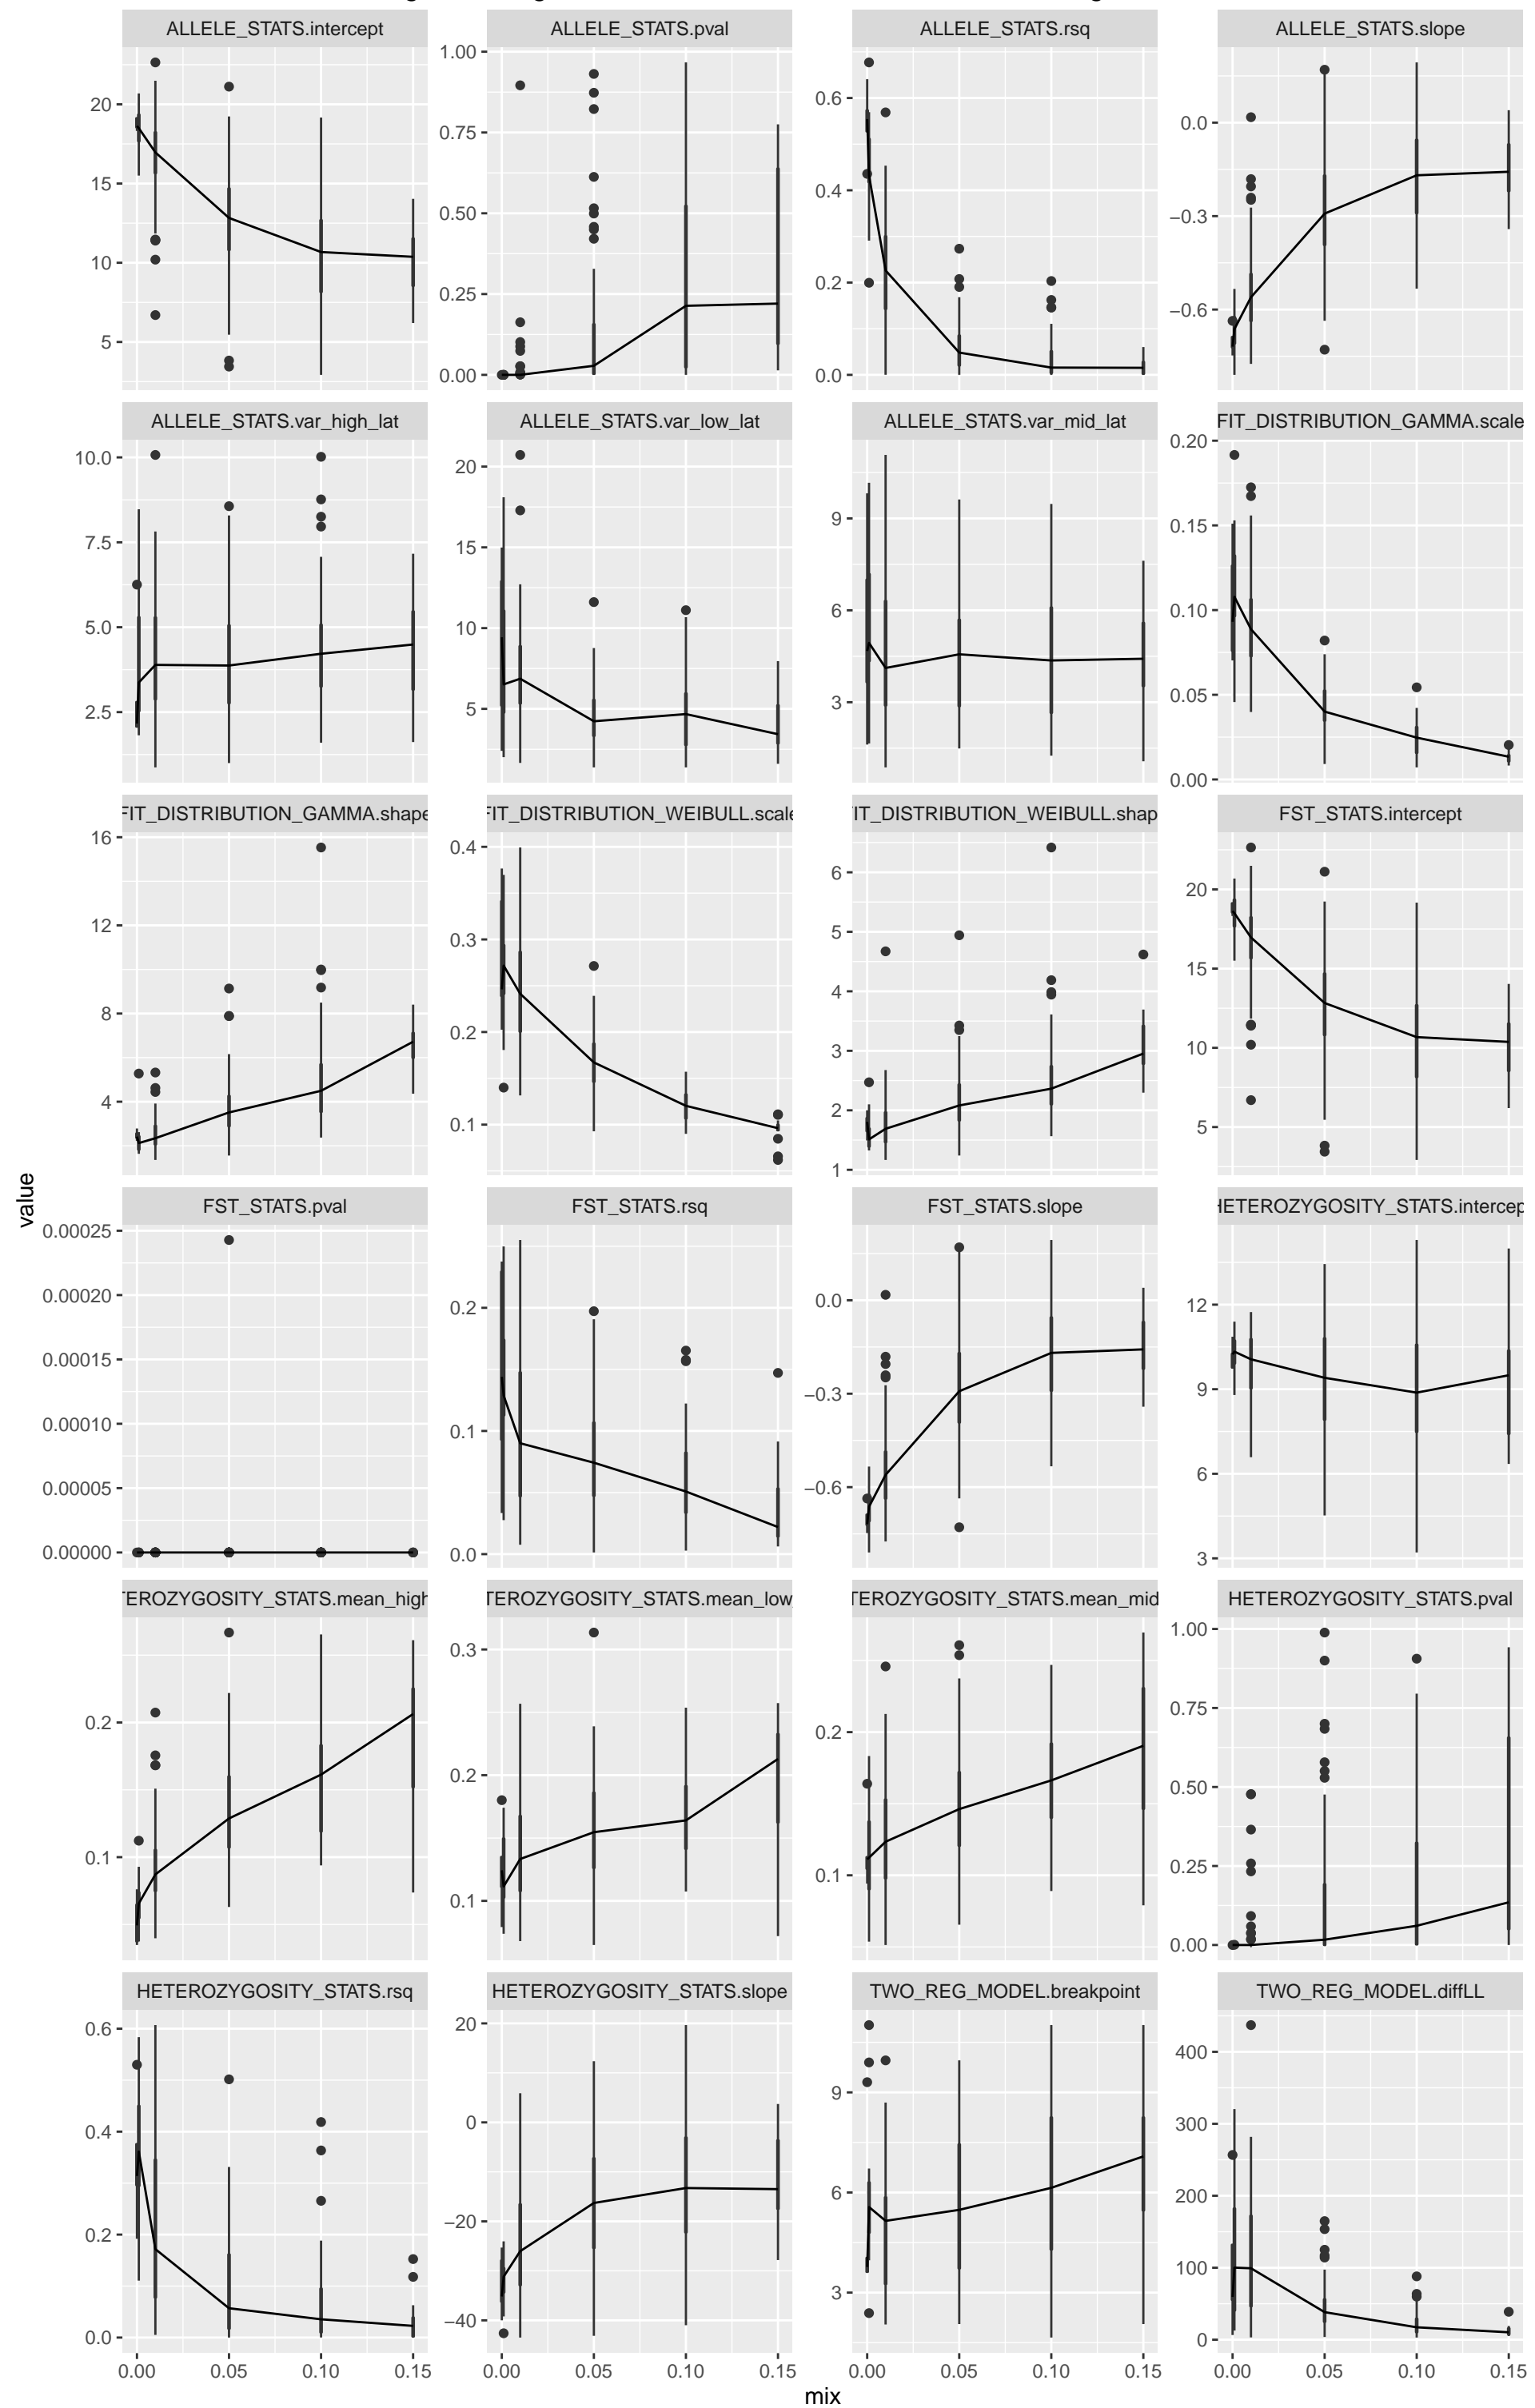 ALLELE_STATS.intercept ALLELE_STATS.pval ALLELE_STATS.rsq ALLELE_STATS.slope
20 15 10 5
1.00 0.75 0.50 0.25 0.00
0.6 0.4 0.2 0.0
0.0 −0.3 −0.6
ALLELE_STATS.var_high_lat ALLELE_STATS.var_low_lat ALLELE_STATS.var_mid_lat FIT_DISTRIBUTION_GAMMA.scale
10.0 7.5 5.0 2.5
20 15 10 5
9 6 3
0.20 0.15 0.10 0.05 0.00
FIT_DISTRIBUTION_GAMMA.shape FIT_DISTRIBUTION_WEIBULL.scale IT_DISTRIBUTION_WEIBULL.shap FST_STATS.intercept
16 12 8 4
0.4 0.3 0.2 0.1
6 5 4 3 2 1
20 15 10 5
value
FST_STATS.pval FST_STATS.rsq FST_STATS.slope HETEROZYGOSITY_STATS.intercep
0.00025 0.00020 0.00015 0.00010 0.00005 0.00000
0.2 0.1 0.0
0.0 −0.3 −0.6
12 9 6 3
TEROZYGOSITY_STATS.mean_high TEROZYGOSITY_STATS.mean_low_ TEROZYGOSITY_STATS.mean_mid HETEROZYGOSITY_STATS.pval
0.2 0.1
0.3 0.2 0.1
0.2 0.1
1.00 0.75 0.50 0.25 0.00
HETEROZYGOSITY_STATS.rsq HETEROZYGOSITY_STATS.slope TWO_REG_MODEL.breakpoint TWO_REG_MODEL.diffLL
0.6 0.4 0.2 0.0
20 0 −20 −40
9 6 3
400 300 200 100 0
0.00 0.05 0.10 0.15 0.00 0.05 0.10 0.15 0.00 0.05 0.10 0.15 0.00 0.05 0.10 0.15
mix